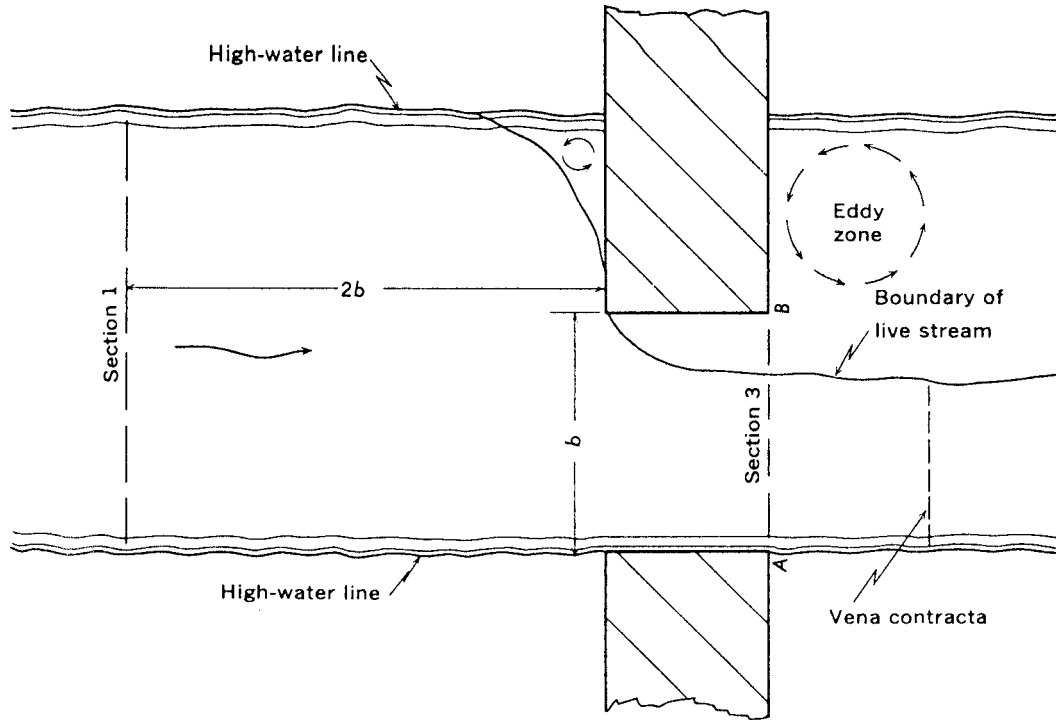 High-water line
Eddy
zone
2b
Boundary of
live stream
Section 1
B
b
Section 3
A
High-water line
Vena contracta